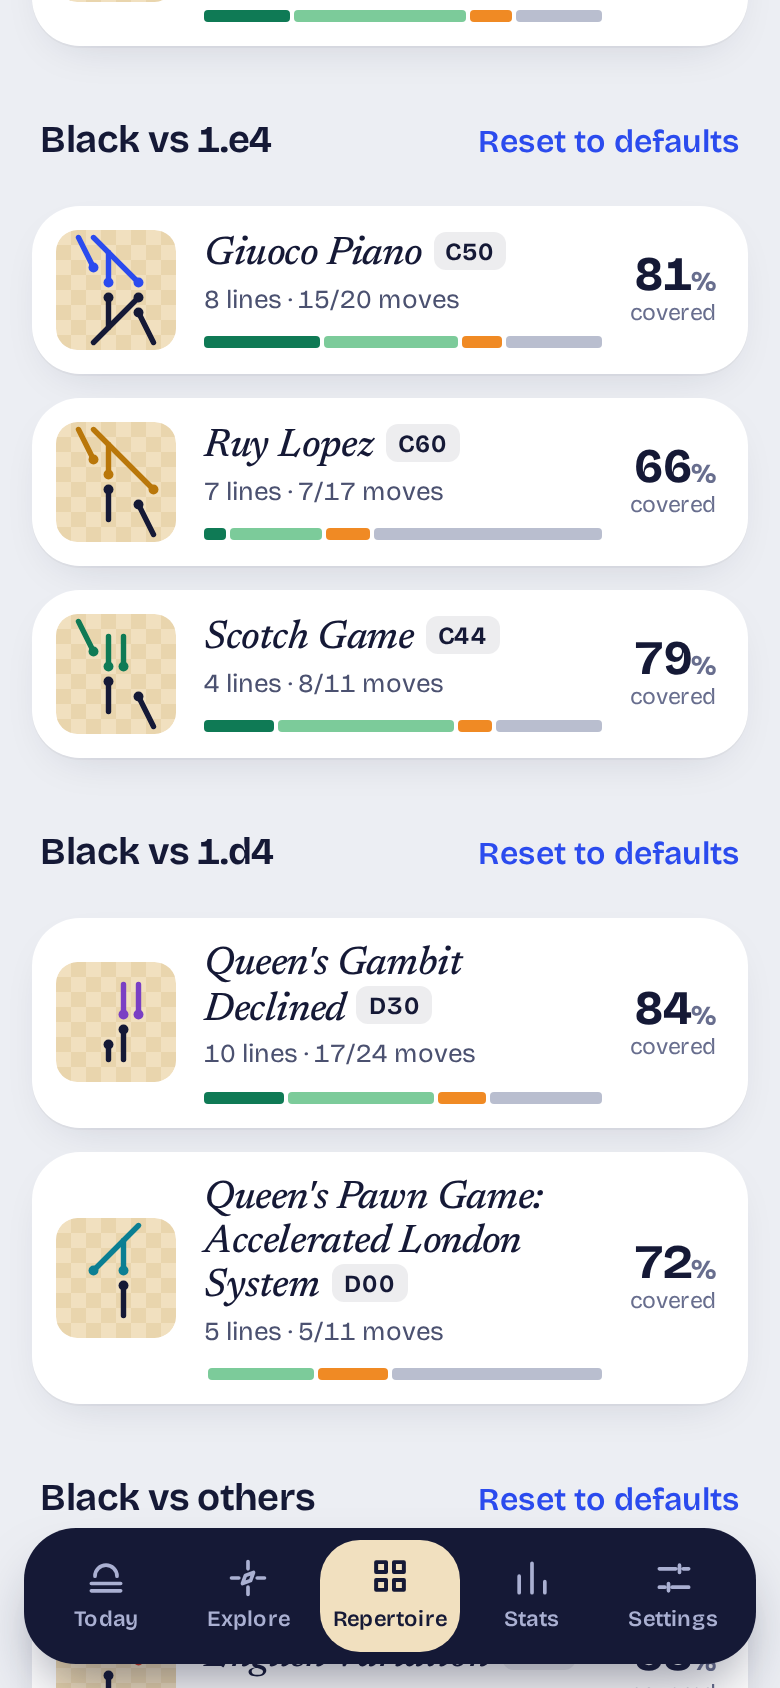 Black vs 1.e4
Reset to defaults
Giuoco Piano C50
8 lines · 15/20 moves
81%
covered
Ruy Lopez C60
7 lines · 7/17 moves
66%
covered
Scotch Game C44
4 lines · 8/11 moves
79%
covered
Black vs 1.d4
Reset to defaults
Queen's Gambit
Declined D30
10 lines · 17/24 moves
84%
covered
Queen's Pawn Game:
Accelerated London
System D00
5 lines · 5/11 moves
72%
covered
Black vs others
Reset to defaults
Today
Explore
Repertoire
Stats
Settings
English Variation